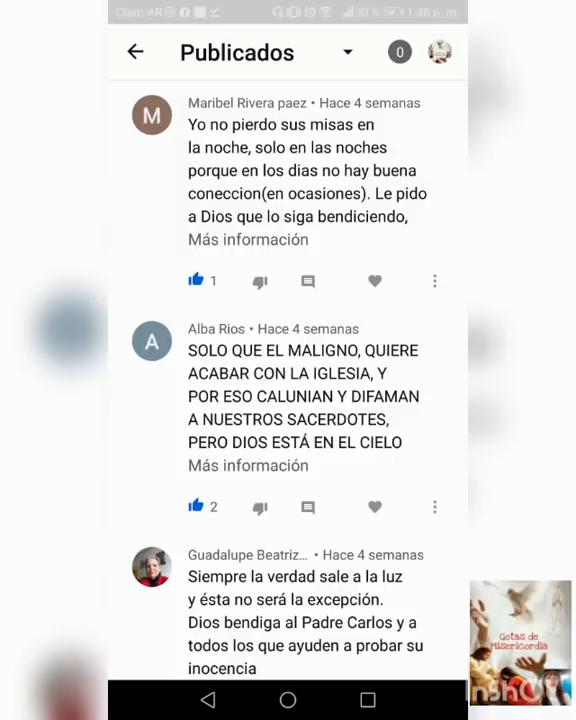 Claro AR
30 %
1:48 p. m.
Publicados
0
M
Maribel Rivera paez • Hace 4 semanas
Yo no pierdo sus misas en
la noche, solo en las noches
porque en los dias no hay buena
coneccion(en ocasiones). Le pido
a Dios que lo siga bendiciendo,
Más información
1
A
Alba Rios • Hace 4 semanas
SOLO QUE EL MALIGNO, QUIERE
ACABAR CON LA IGLESIA, Y
POR ESO CALUNIAN Y DIFAMAN
A NUESTROS SACERDOTES,
PERO DIOS ESTÁ EN EL CIELO
Más información
2
Guadalupe Beatriz... • Hace 4 semanas
Siempre la verdad sale a la luz
y ésta no será la excepción.
Dios bendiga al Padre Carlos y a
todos los que ayuden a probar su
inocencia
Gotas de
Misericordia
InShOt